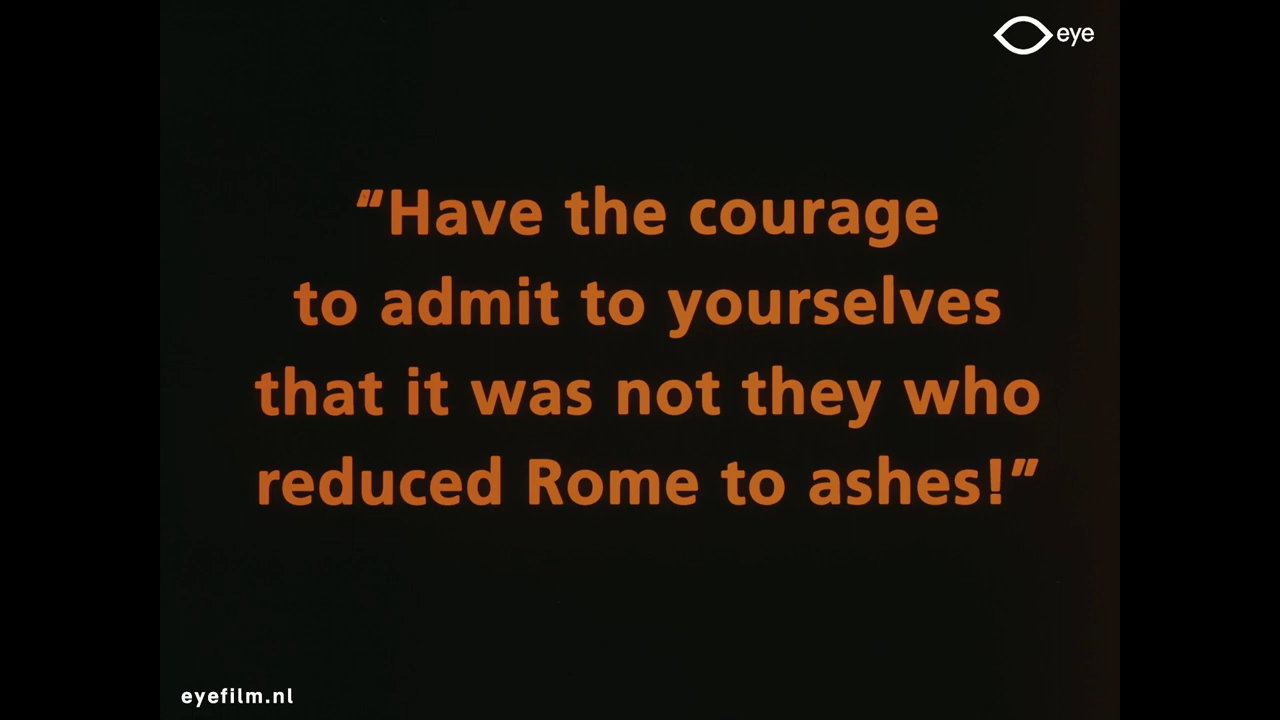 eye
“Have the courage
to admit to yourselves
that it was not they who
reduced Rome to ashes!”
eyefilm.nl